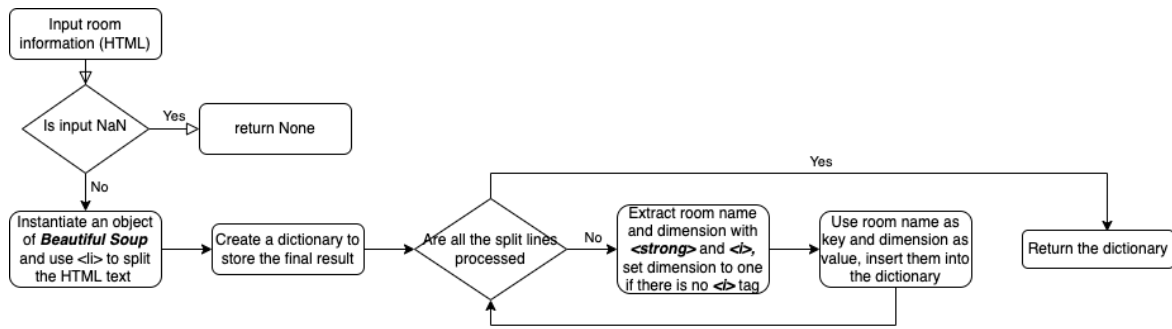 Input room
information (HTML)
Is input NaN
Yes
return None
No
Instantiate an object
of Beautiful Soup
and use <li> to split
the HTML text
Create a dictionary to
store the final result
Are all the split lines
processed
Yes
No
Extract room name
and dimension with
<strong> and <i>,
set dimension to one
if there is no <i> tag
Use room name as
key and dimension as
value, insert them into
the dictionary
Return the dictionary